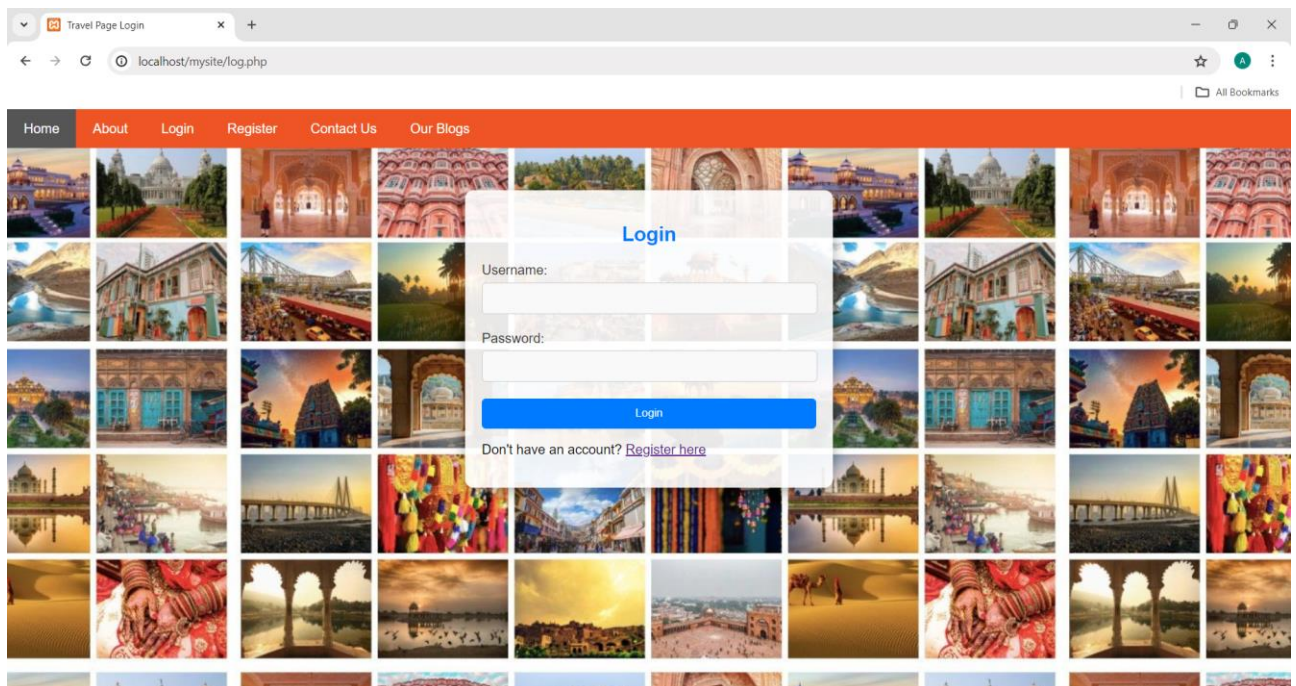 Travel Page Login
localhost/mysite/log.php
A
All Bookmarks
Home About Login Register Contact Us Our Blogs
Login
Username:
Password:
Login
Don't have an account? Register here